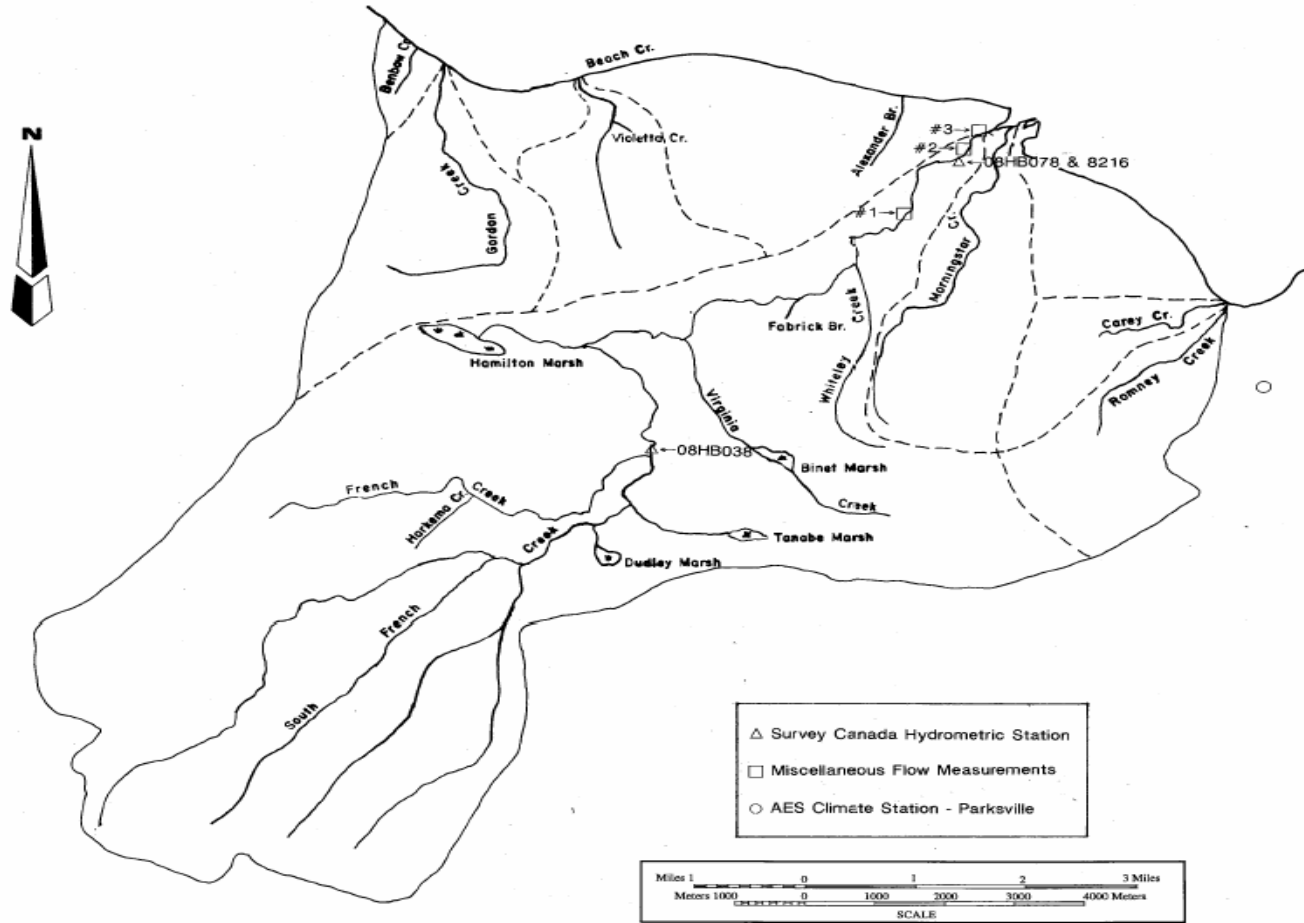 Benbow Cr.
Beach Cr.
N
Violetta Cr.
Alexander Br.
#3
#2
08HB078 & 8216
#1
Gordon Creek
Morningstar Cr.
Fabrick Br.
Whiteley Creek
Carey Cr.
Romney Creek
Hamilton Marsh
Virginia Creek
08HB038
Binet Marsh
French Creek
Harkema Cr.
Creek
Tanabe Marsh
Dudley Marsh
South French
Survey Canada Hydrometric Station
Miscellaneous Flow Measurements
AES Climate Station - Parksville
Miles 1 0 1 2 3 Miles
Meters 1000 0 1000 2000 3000 4000 Meters
SCALE